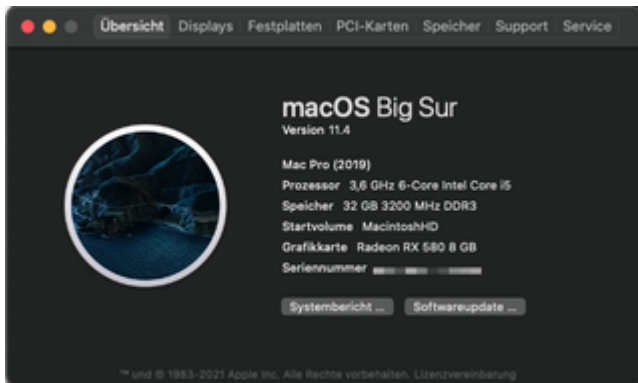 Übersicht Displays Festplatten PCI-Karten Speicher Support Service
macOS Big Sur
Version 11.4
Mac Pro (2019)
Prozessor 3,6 GHz 6-Core Intel Core i5
Speicher 32 GB 3200 MHz DDR3
Startvolume MacintoshHD
Grafikkarte Radeon RX 580 8 GB
Seriennummer
Systembericht ... Softwareupdate ...
™ und © 1983-2021 Apple Inc. Alle Rechte vorbehalten. Lizenzvereinbarung